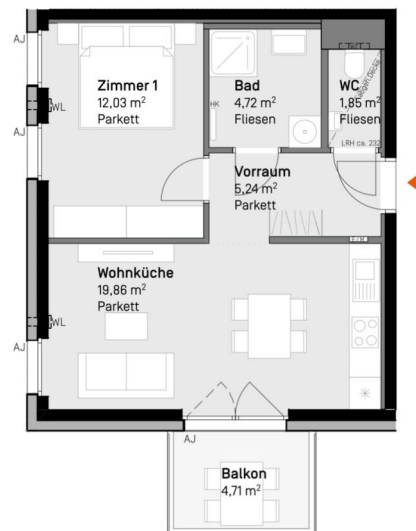 AJ
Zimmer 1
12,03 m²
Parkett
WL
AJ
Bad
4,72 m²
Fliesen
HK
WC
1,85 m²
Fliesen
abgeh.Decke
LRH ca. 232
Vorraum
5,24 m²
Parkett
Wohnküche
19,86 m²
Parkett
WL
AJ
AJ
Balkon
4,71 m²